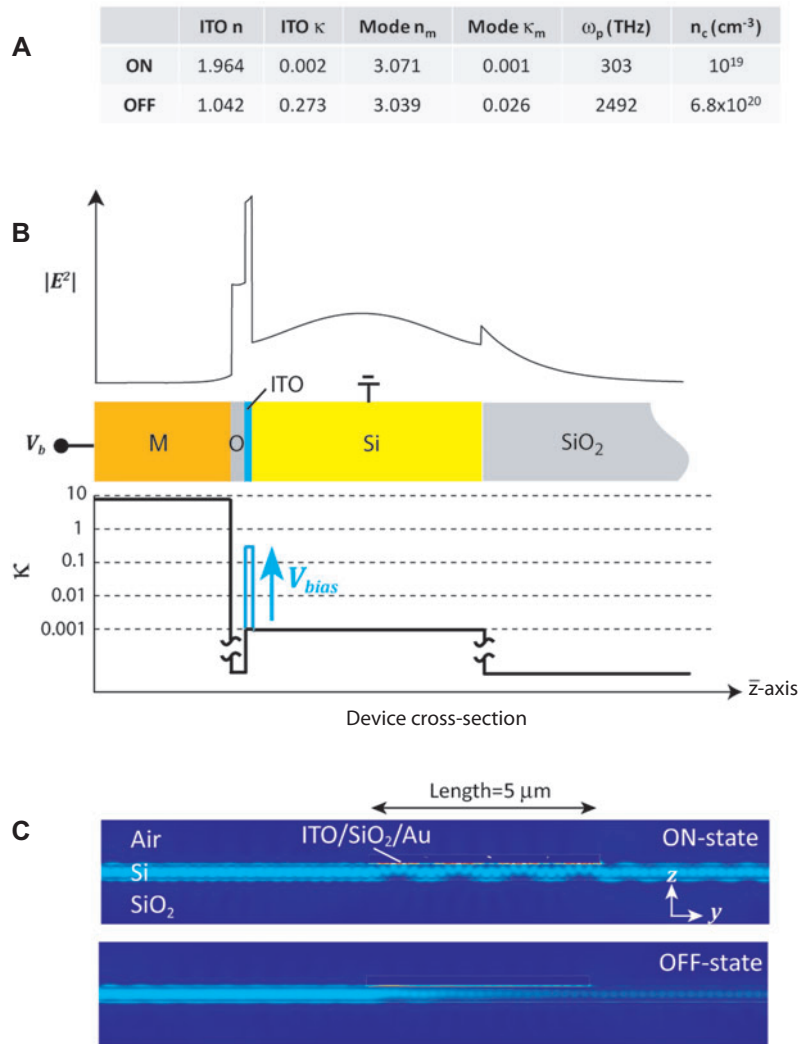 A
ITO n ITO κ Mode nₘ Mode κₘ ωₚ (THz) n꜀ (cm⁻³)
ON 1.964 0.002 3.071 0.001 303 10¹⁹
OFF 1.042 0.273 3.039 0.026 2492 6.8x10²⁰
B
|E²|
ITO
V_b M O Si SiO₂
10
1
0.1
0.01
0.001
κ
V_bias
z̄-axis
Device cross-section
C
Length=5 μm
Air ITO/SiO₂/Au ON-state
Si
SiO₂
z
y
OFF-state